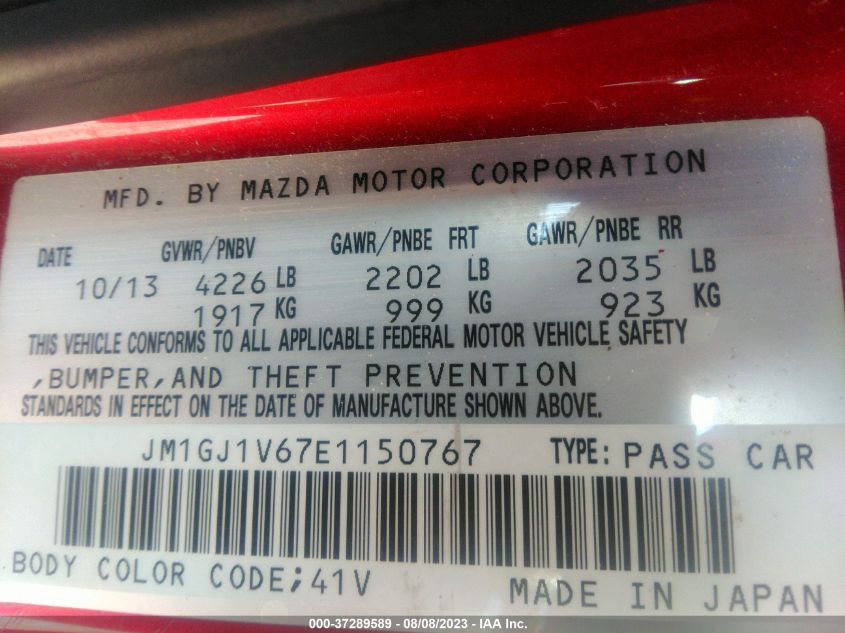 MFD. BY MAZDA MOTOR CORPORATION
DATE GVWR/PNBV GAWR/PNBE FRT GAWR/PNBE RR
10/13 4226 LB 2202 LB 2035 LB
1917 KG 999 KG 923 KG
THIS VEHICLE CONFORMS TO ALL APPLICABLE FEDERAL MOTOR VEHICLE SAFETY
,BUMPER,AND THEFT PREVENTION
STANDARDS IN EFFECT ON THE DATE OF MANUFACTURE SHOWN ABOVE.
JM1GJ1V67E1150767 TYPE: PASS CAR
BODY COLOR CODE;41V MADE IN JAPAN
000-37289589 - 08/08/2023 - IAA Inc.